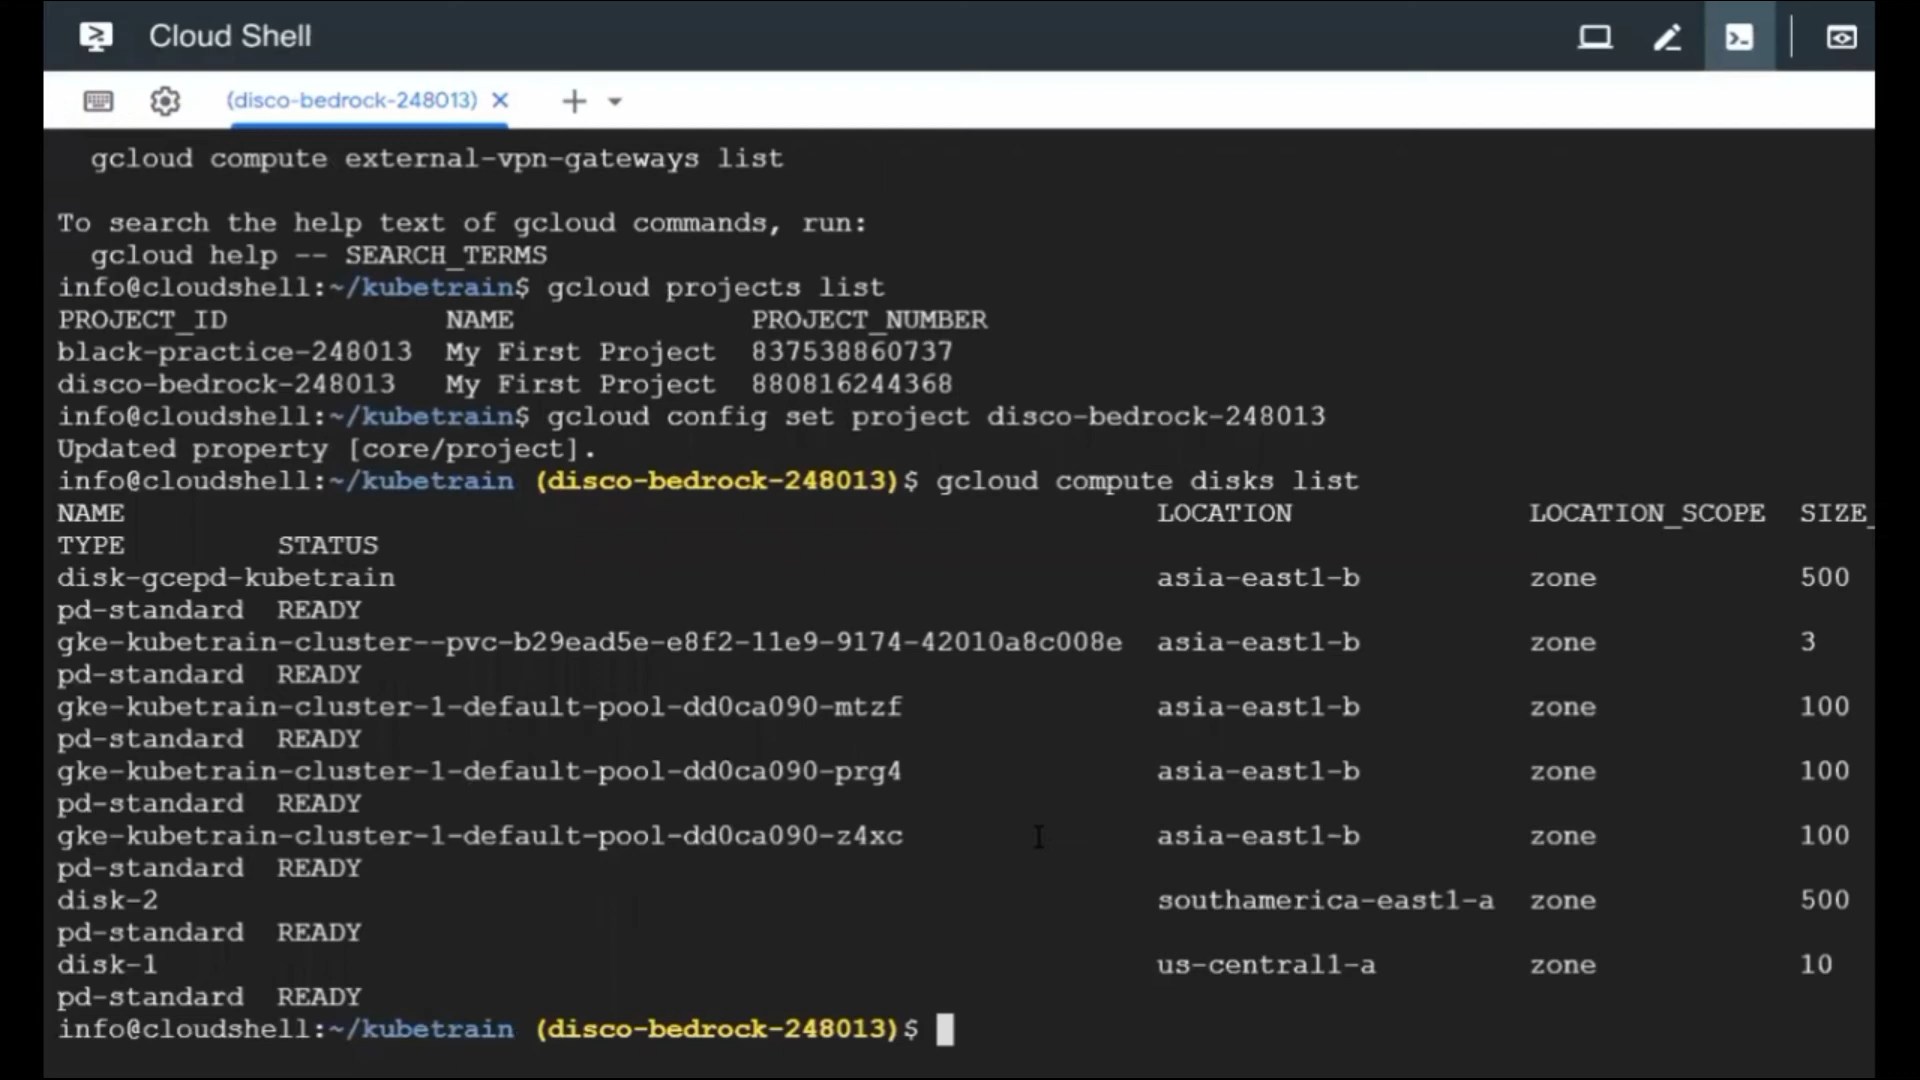 Cloud Shell
(disco-bedrock-248013)
gcloud compute external-vpn-gateways list
To search the help text of gcloud commands, run:
gcloud help -- SEARCH_TERMS
info@cloudshell:~/kubetrain$ gcloud projects list
PROJECT_ID NAME PROJECT_NUMBER
black-practice-248013 My First Project 837538860737
disco-bedrock-248013 My First Project 880816244368
info@cloudshell:~/kubetrain$ gcloud config set project disco-bedrock-248013
Updated property [core/project].
info@cloudshell:~/kubetrain (disco-bedrock-248013)$ gcloud compute disks list
NAME LOCATION LOCATION_SCOPE SIZE_
TYPE STATUS
disk-gcepd-kubetrain asia-east1-b zone 500
pd-standard READY
gke-kubetrain-cluster--pvc-b29ead5e-e8f2-11e9-9174-42010a8c008e asia-east1-b zone 3
pd-standard READY
gke-kubetrain-cluster-1-default-pool-dd0ca090-mtzf asia-east1-b zone 100
pd-standard READY
gke-kubetrain-cluster-1-default-pool-dd0ca090-prg4 asia-east1-b zone 100
pd-standard READY
gke-kubetrain-cluster-1-default-pool-dd0ca090-z4xc asia-east1-b zone 100
pd-standard READY
disk-2 southamerica-east1-a zone 500
pd-standard READY
disk-1 us-central1-a zone 10
pd-standard READY
info@cloudshell:~/kubetrain (disco-bedrock-248013)$